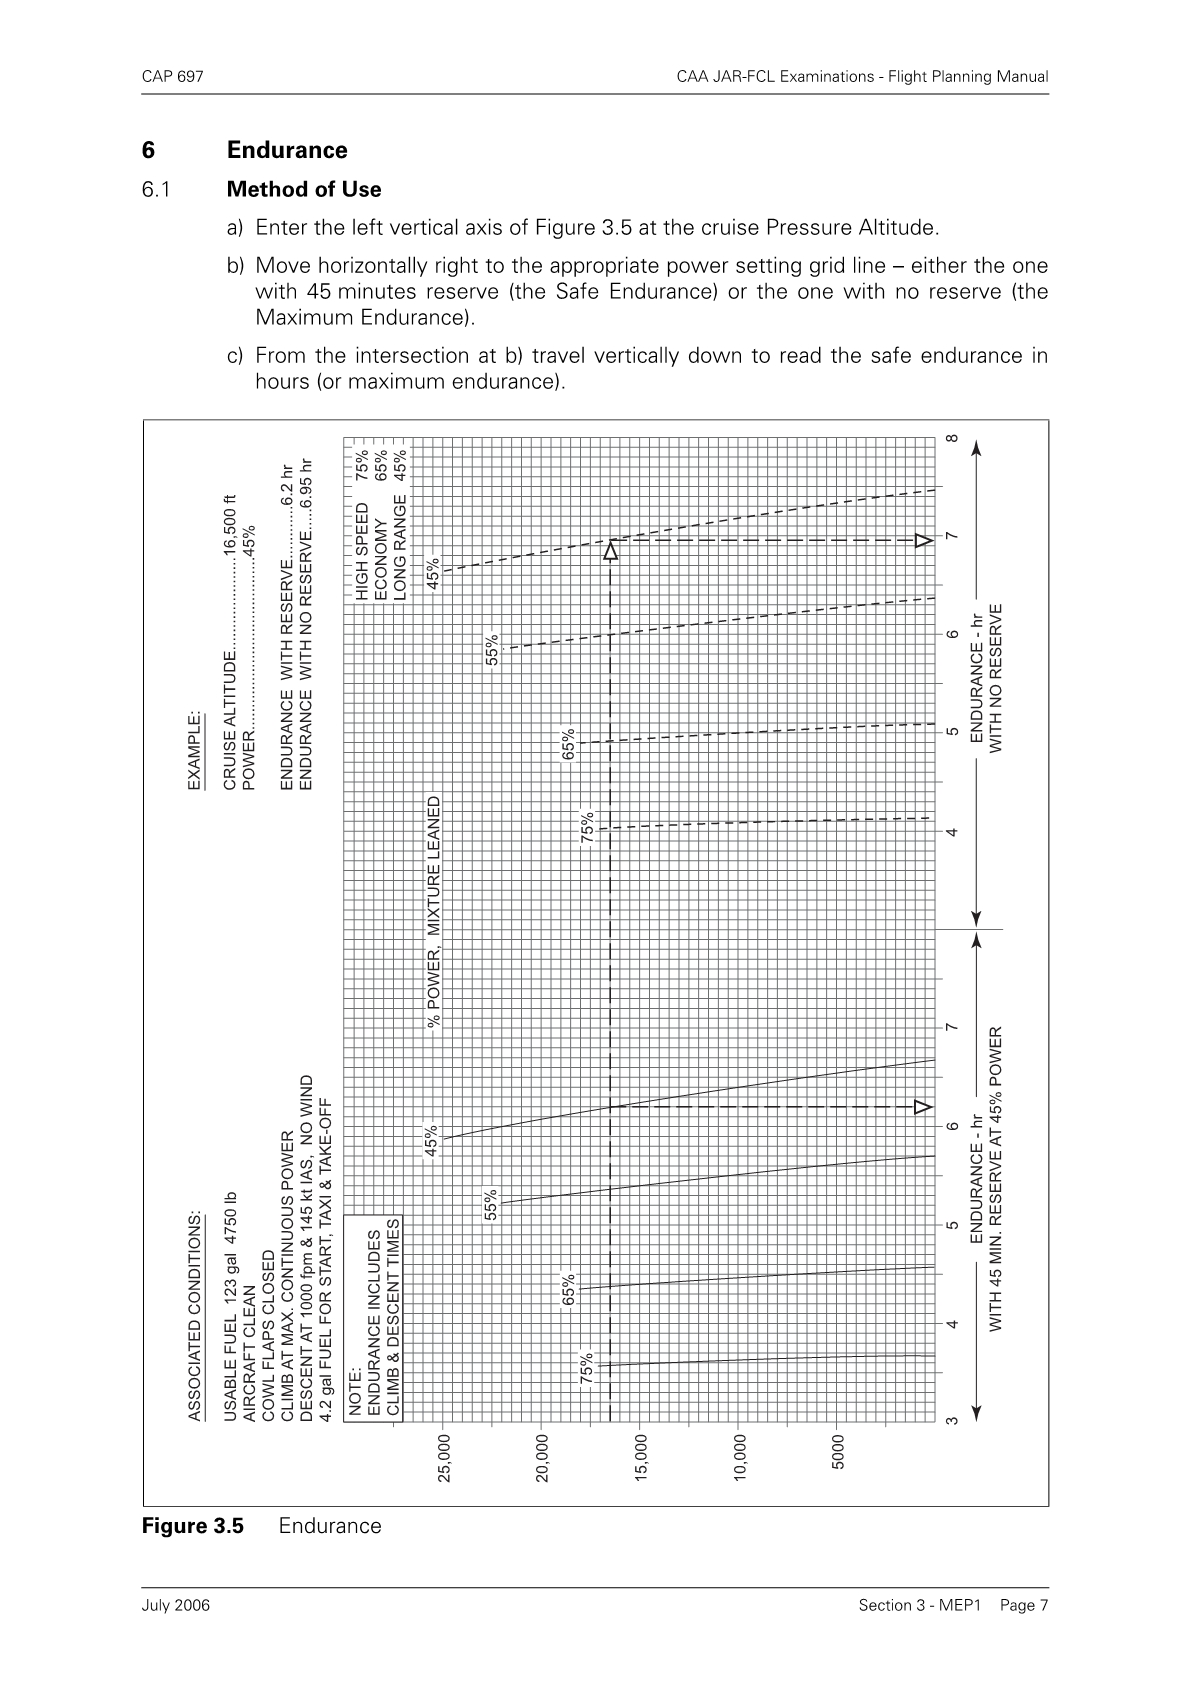 CAP 697
CAA JAR-FCL Examinations - Flight Planning Manual
6 Endurance
6.1 Method of Use
a) Enter the left vertical axis of Figure 3.5 at the cruise Pressure Altitude.
b) Move horizontally right to the appropriate power setting grid line – either the one
with 45 minutes reserve (the Safe Endurance) or the one with no reserve (the
Maximum Endurance).
c) From the intersection at b) travel vertically down to read the safe endurance in
hours (or maximum endurance).
ASSOCIATED CONDITIONS:
USABLE FUEL 123 gal 4750 lb
AIRCRAFT CLEAN
COWL FLAPS CLOSED
CLIMB AT MAX. CONTINUOUS POWER
DESCENT AT 1000 fpm & 145 kt IAS, NO WIND
4.2 gal FUEL FOR START, TAXI & TAKE-OFF
EXAMPLE:
CRUISE ALTITUDE....................16,500 ft
POWER....................................45%
ENDURANCE WITH RESERVE............6.2 hr
ENDURANCE WITH NO RESERVE....6.95 hr
NOTE:
ENDURANCE INCLUDES
CLIMB & DESCENT TIMES
HIGH SPEED 75%
ECONOMY 65%
LONG RANGE 45%
% POWER, MIXTURE LEANED
45%
55%
65%
75%
45%
55%
65%
75%
25,000
20,000
15,000
10,000
5000
3
4
5
6
7
4
5
6
7
8
ENDURANCE - hr
WITH 45 MIN. RESERVE AT 45% POWER
ENDURANCE - hr
WITH NO RESERVE
Figure 3.5 Endurance
July 2006
Section 3 - MEP1 Page 7